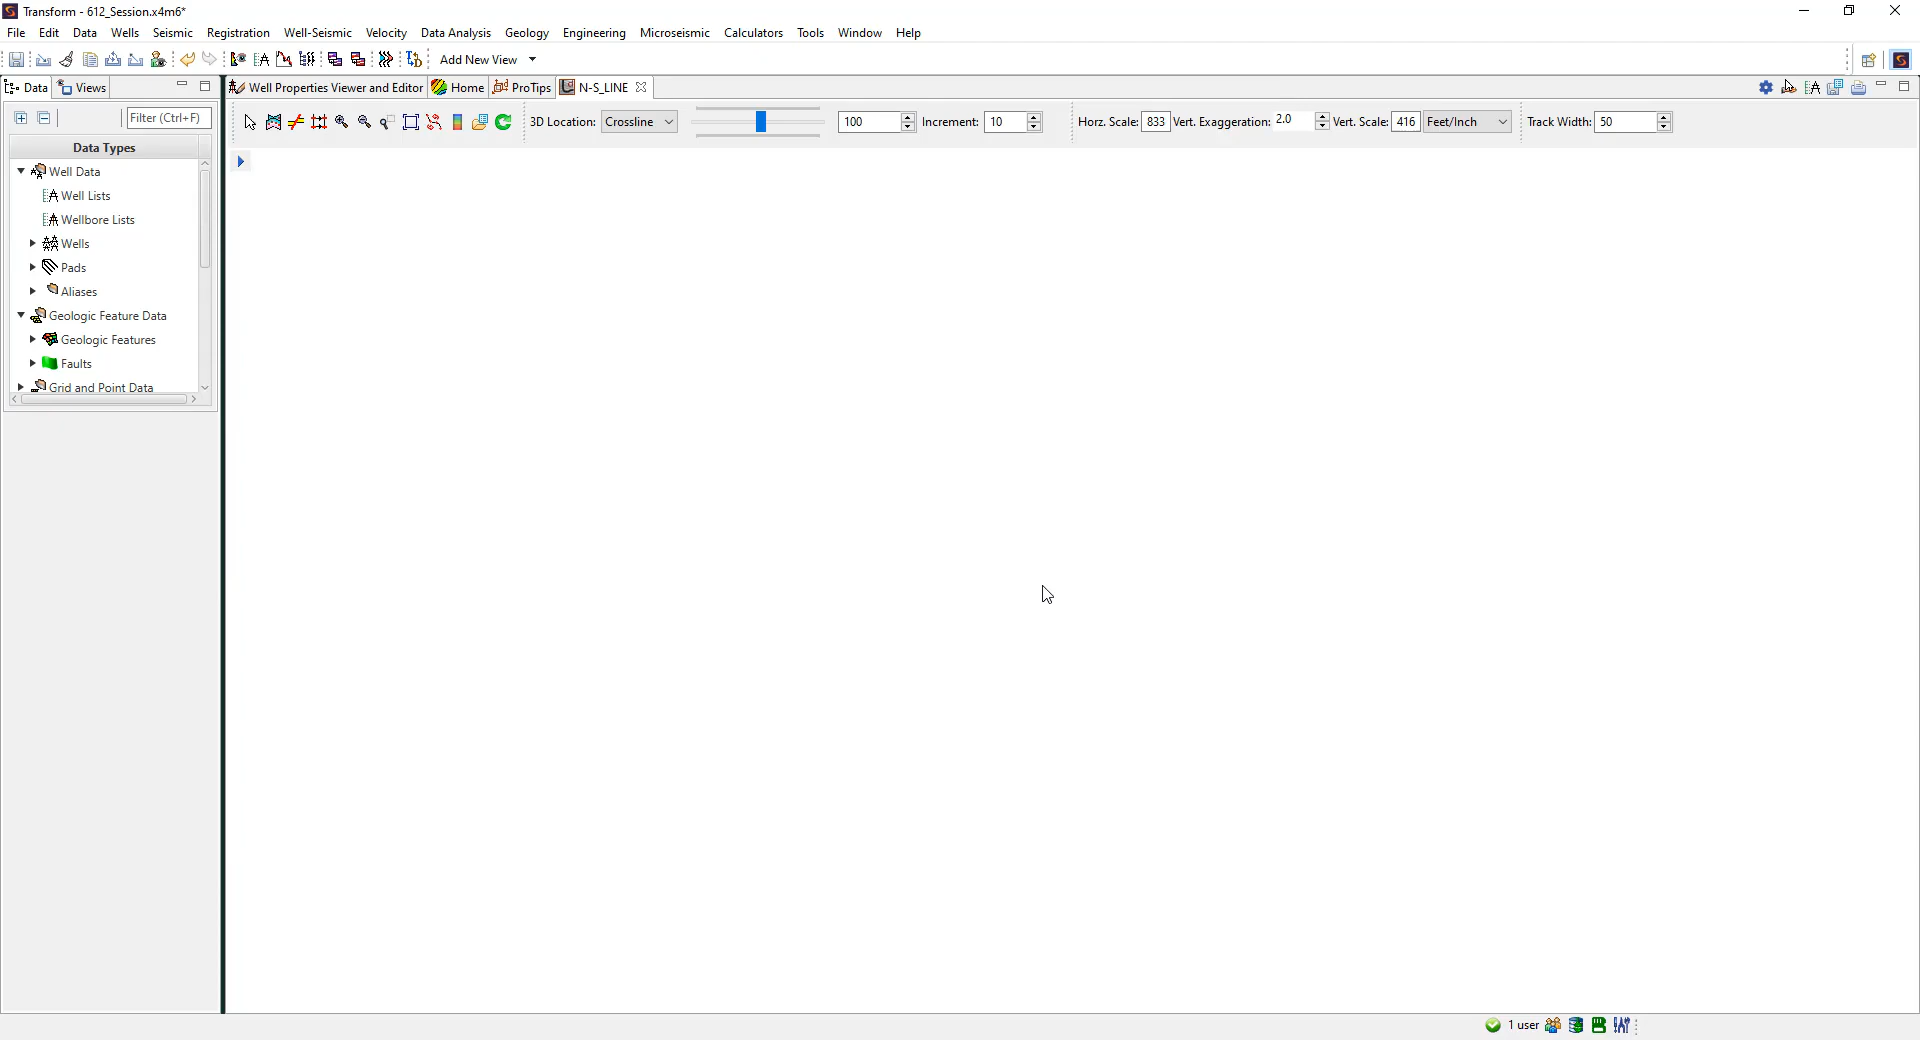 Transform - 612_Session.x4m6*
File Edit Data Wells Seismic Registration Well-Seismic Velocity Data Analysis Geology Engineering Microseismic Calculators Tools Window Help
Add New View
Data Views
Well Properties Viewer and Editor Home ProTips N-S_LINE
Filter (Ctrl+F)
3D Location: Crossline 100 Increment: 10 Horz. Scale: 833 Vert. Exaggeration: 2.0 Vert. Scale: 416 Feet/Inch Track Width: 50
Data Types
Well Data
Well Lists
Wellbore Lists
Wells
Pads
Aliases
Geologic Feature Data
Geologic Features
Faults
Grid and Point Data
1 user